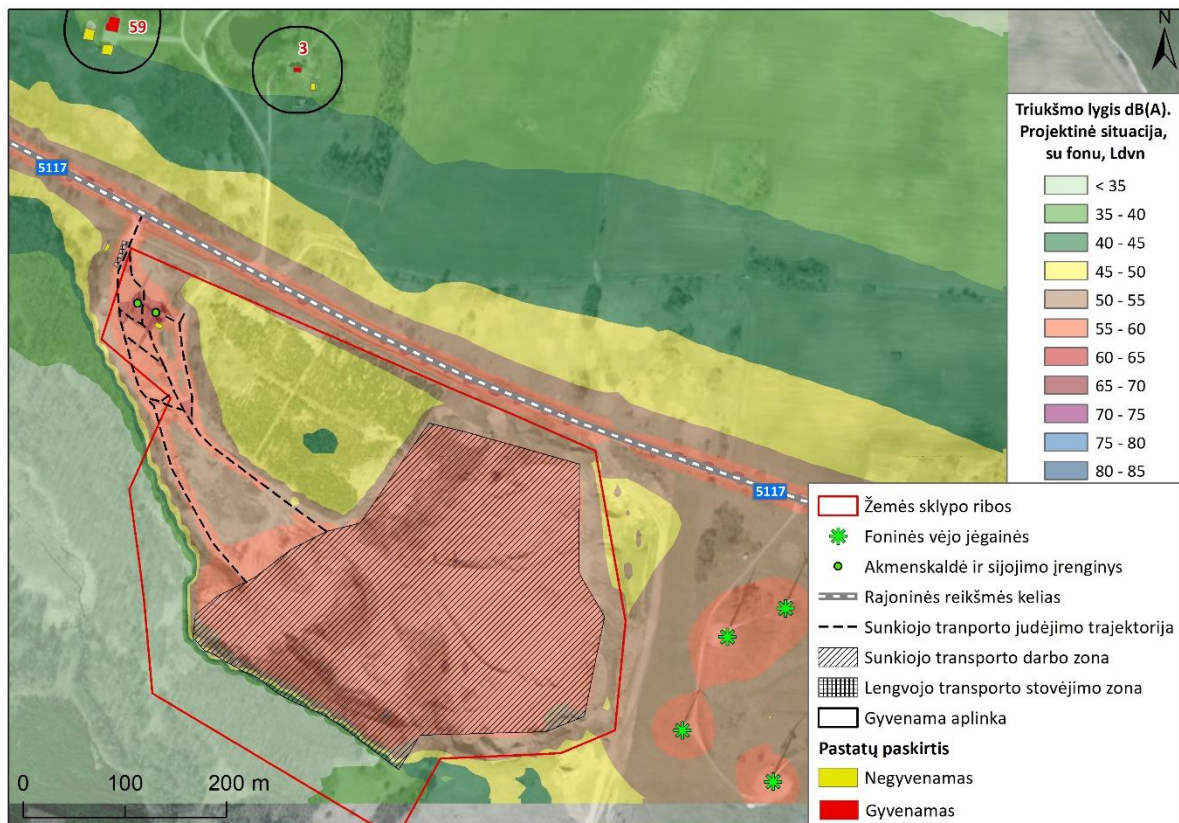 59
3
N
5117
5117
Triukšmo lygis dB(A).
Projektinė situacija,
su fonu, Ldvn
< 35
35 - 40
40 - 45
45 - 50
50 - 55
55 - 60
60 - 65
65 - 70
70 - 75
75 - 80
80 - 85
Žemės sklypo ribos
Foninės vėjo jėgainės
Akmenskaldė ir sijojimo įrenginys
Rajoninės reikšmės kelias
Sunkiojo tranporto judėjimo trajektorija
Sunkiojo transporto darbo zona
Lengvojo transporto stovėjimo zona
Gyvenama aplinka
Pastatų paskirtis
Negyvenamas
Gyvenamas
0 100 200 m